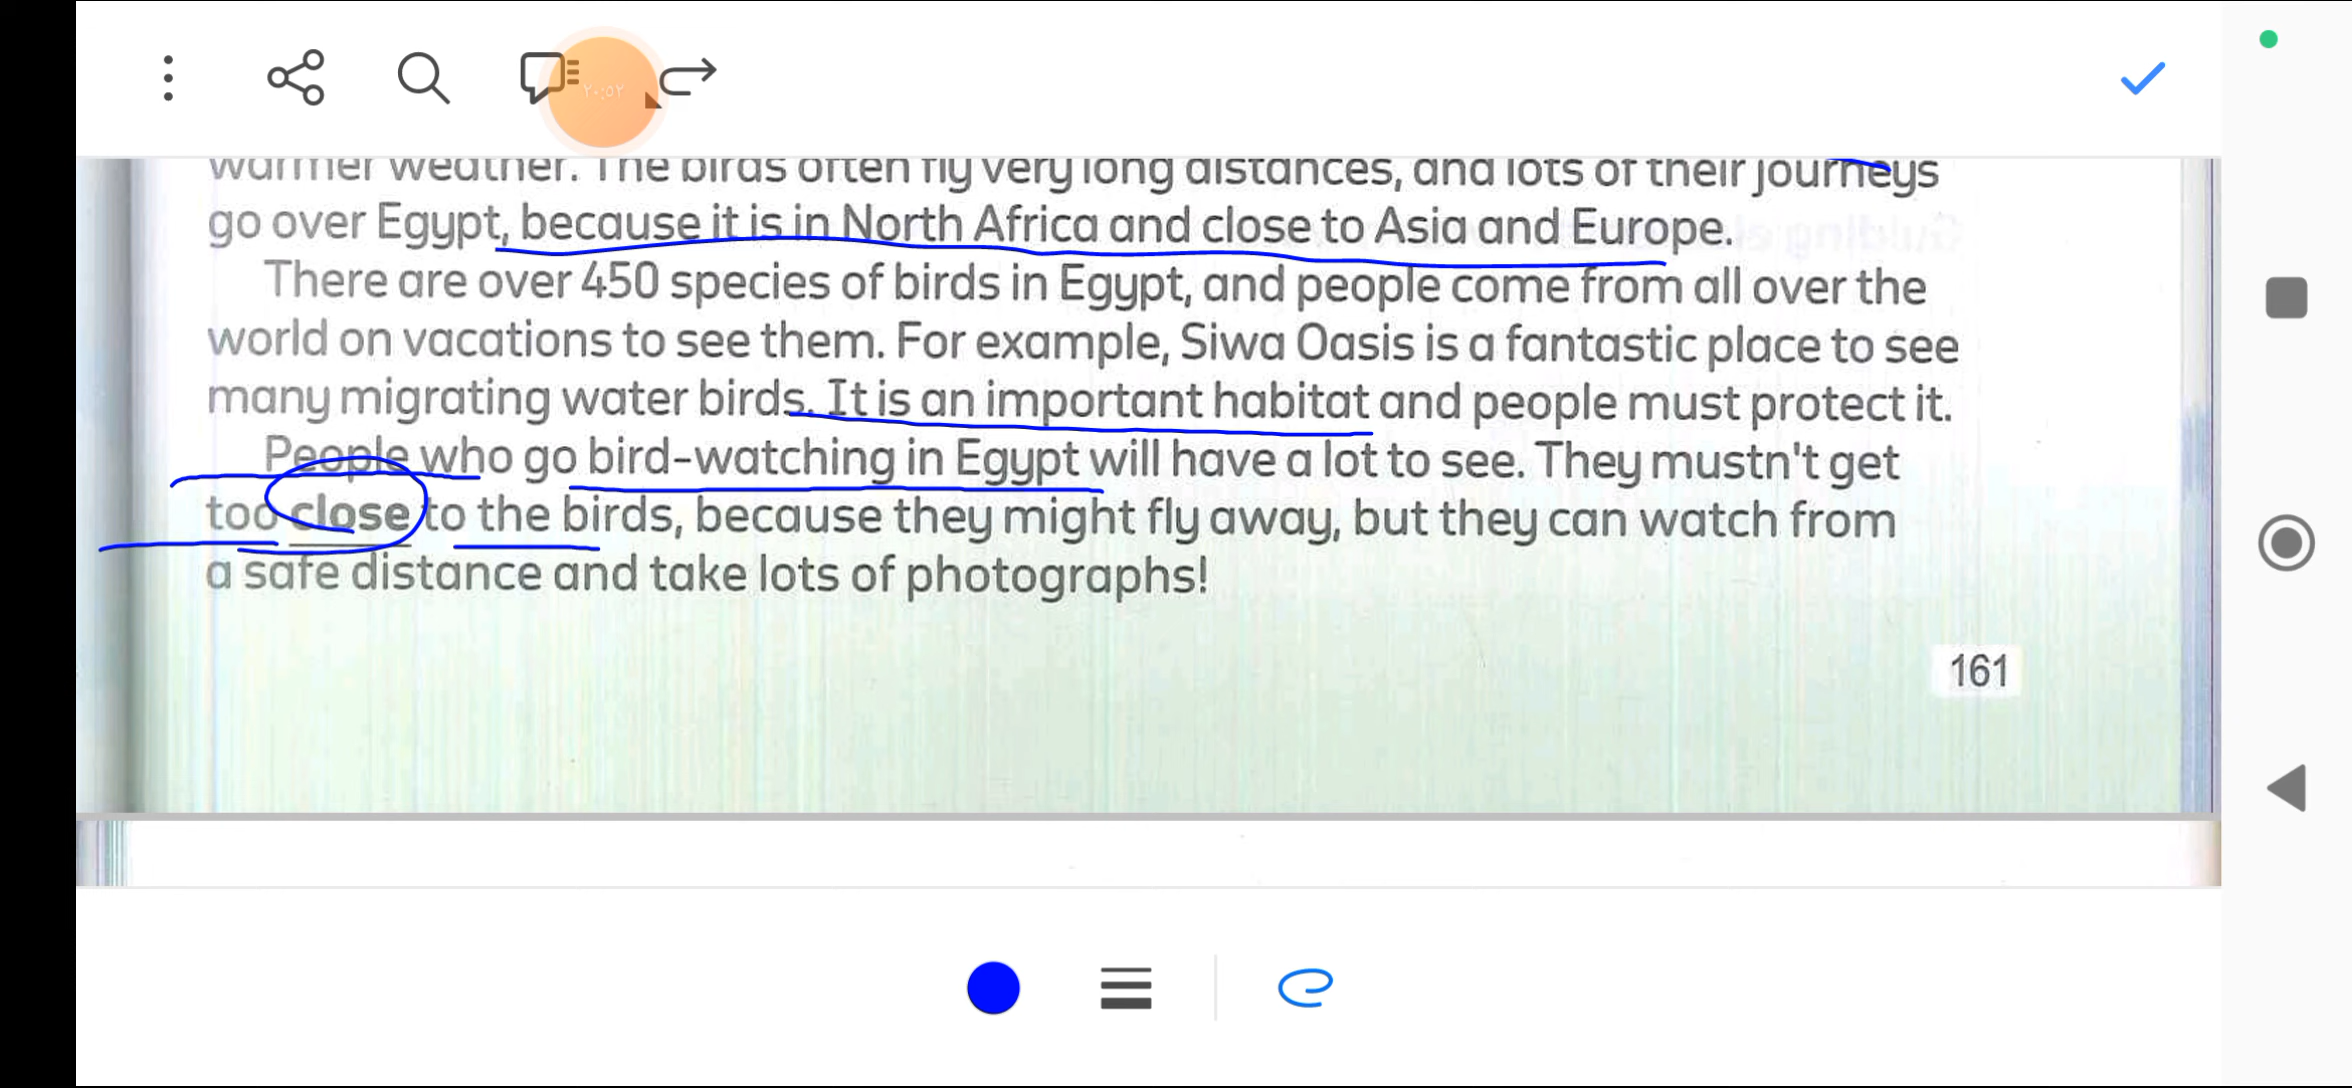 ٢٠:٥٢
warmer weather. The birds often fly very long distances, and lots of their journeys
go over Egypt, because it is in North Africa and close to Asia and Europe.
There are over 450 species of birds in Egypt, and people come from all over the
world on vacations to see them. For example, Siwa Oasis is a fantastic place to see
many migrating water birds. It is an important habitat and people must protect it.
People who go bird-watching in Egypt will have a lot to see. They mustn't get
too close to the birds, because they might fly away, but they can watch from
a safe distance and take lots of photographs!
161